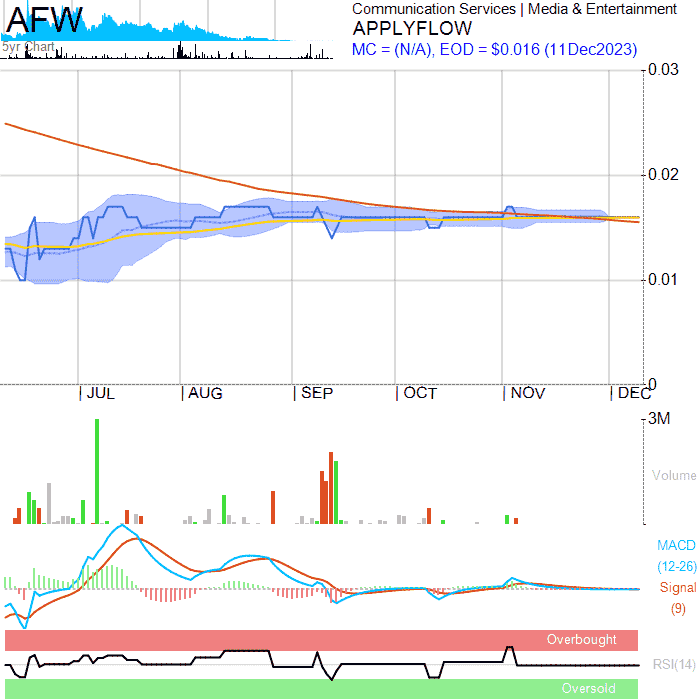 AFW
5yr Chart
Communication Services | Media & Entertainment
APPLYFLOW
MC = (N/A), EOD = $0.016 (11Dec2023)
0.03
0.02
0.01
0
| JUL | AUG | SEP | OCT | NOV | DEC
3M
Volume
MACD
(12-26)
Signal
(9)
Overbought
RSI(14)
Oversold